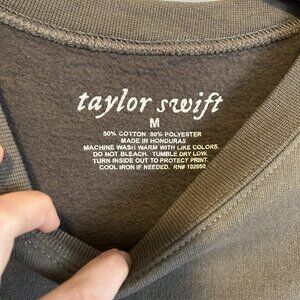 taylor swift
M
50% COTTON. 50% POLYESTER
MADE IN HONDURAS
MACHINE WASH WARM WITH LIKE COLORS.
DO NOT BLEACH. TUMBLE DRY LOW.
TURN INSIDE OUT TO PROTECT PRINT.
COOL IRON IF NEEDED. RN# 102050